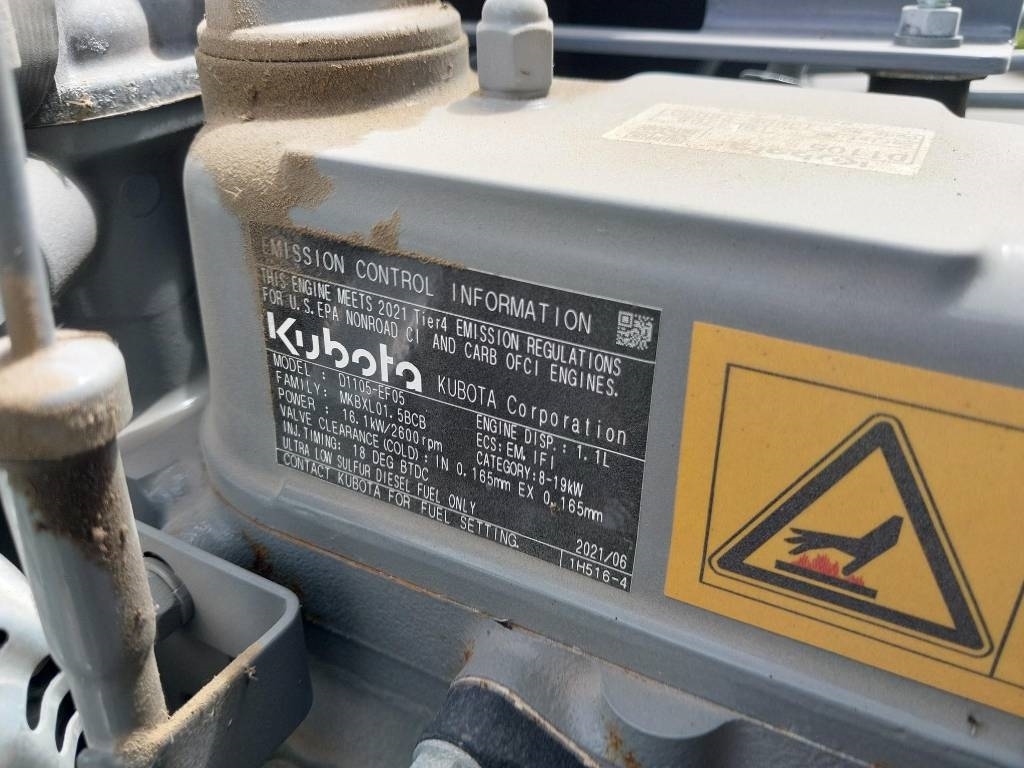 Kubota
D1105
EMISSION CONTROL INFORMATION
THIS ENGINE MEETS 2021 Tier4 EMISSION REGULATIONS
FOR U.S.EPA NONROAD CI AND CARB OFCI ENGINES.
Kubota KUBOTA Corporation
MODEL : D1105-EF05 ENGINE DISP.: 1.1L
FAMILY: MKBXL01.5BCB ECS:EM,IFI
POWER : 16.1kW/2600rpm CATEGORY:8-19kW
VALVE CLEARANCE(COLD): IN 0.165mm EX 0.165mm
INJ.TIMING: 18 DEG BTDC
ULTRA LOW SULFUR DIESEL FUEL ONLY 2021/06
CONTACT KUBOTA FOR FUEL SETTING. 1H516-4